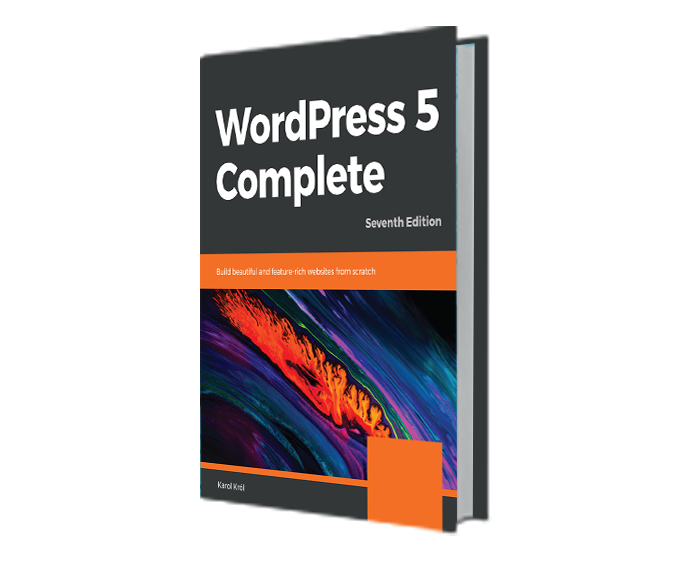 WordPress 5
Complete
Seventh Edition
Build beautiful and feature-rich websites from scratch
Karol Król